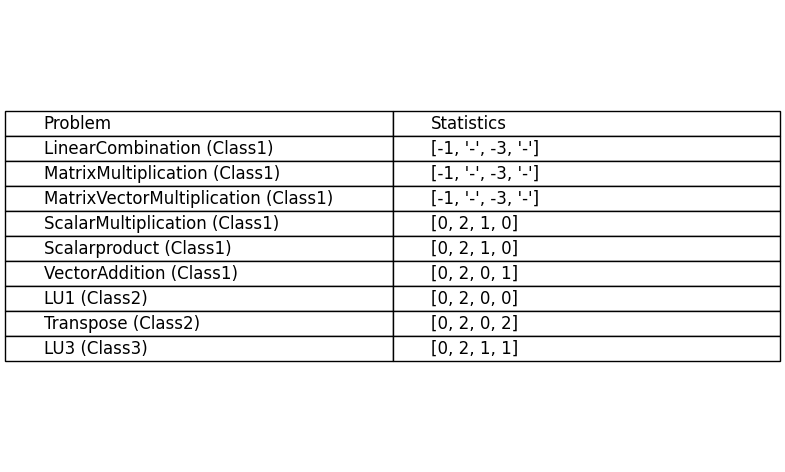 Problem Statistics
LinearCombination (Class1) [-1, '-', -3, '-']
MatrixMultiplication (Class1) [-1, '-', -3, '-']
MatrixVectorMultiplication (Class1) [-1, '-', -3, '-']
ScalarMultiplication (Class1) [0, 2, 1, 0]
Scalarproduct (Class1) [0, 2, 1, 0]
VectorAddition (Class1) [0, 2, 0, 1]
LU1 (Class2) [0, 2, 0, 0]
Transpose (Class2) [0, 2, 0, 2]
LU3 (Class3) [0, 2, 1, 1]